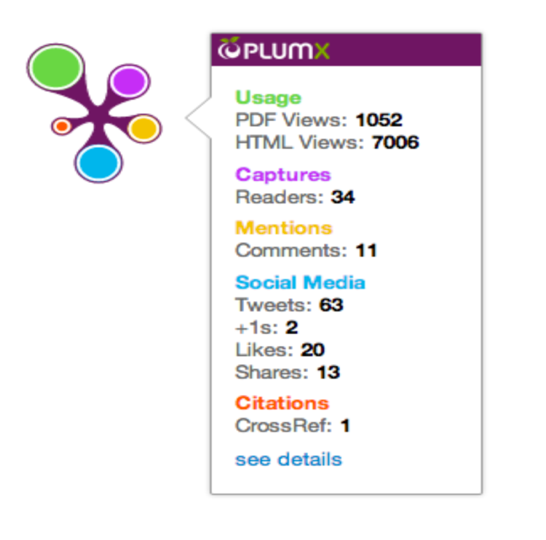 PLUMX
Usage
PDF Views: 1052
HTML Views: 7006
Captures
Readers: 34
Mentions
Comments: 11
Social Media
Tweets: 63
+1s: 2
Likes: 20
Shares: 13
Citations
CrossRef: 1
see details